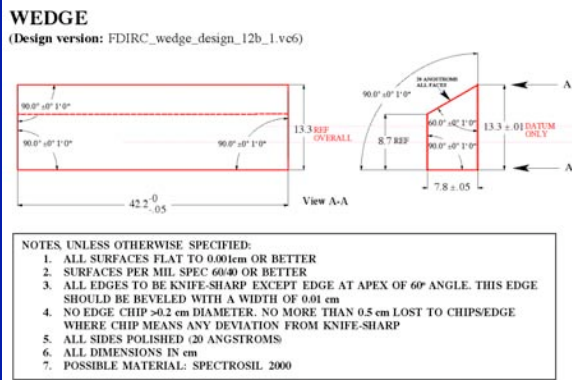 WEDGE
(Design version: FDIRC_wedge_design_12b_1.vc6)
20 ANGSTROMS
ALL FACES
A
90.0° ±0° 1' 0"
90.0° ±0° 1' 0"
60.0° ±0° 1' 0"
13.3 REF
OVERALL
8.7 REF
13.3 ±.01 DATUM
ONLY
90.0° ±0° 1' 0"
90.0° ±0° 1' 0"
90.0° ±0° 1' 0"
A
7.8 ±.05
42.2 -0
-.05
View A-A
NOTES, UNLESS OTHERWISE SPECIFIED:
1. ALL SURFACES FLAT TO 0.001cm OR BETTER
2. SURFACES PER MIL SPEC 60/40 OR BETTER
3. ALL EDGES TO BE KNIFE-SHARP EXCEPT EDGE AT APEX OF 60° ANGLE. THIS EDGE
SHOULD BE BEVELED WITH A WIDTH OF 0.01 cm
4. NO EDGE CHIP >0.2 cm DIAMETER. NO MORE THAN 0.5 cm LOST TO CHIPS/EDGE
WHERE CHIP MEANS ANY DEVIATION FROM KNIFE-SHARP
5. ALL SIDES POLISHED (20 ANGSTROMS)
6. ALL DIMENSIONS IN cm
7. POSSIBLE MATERIAL: SPECTROSIL 2000